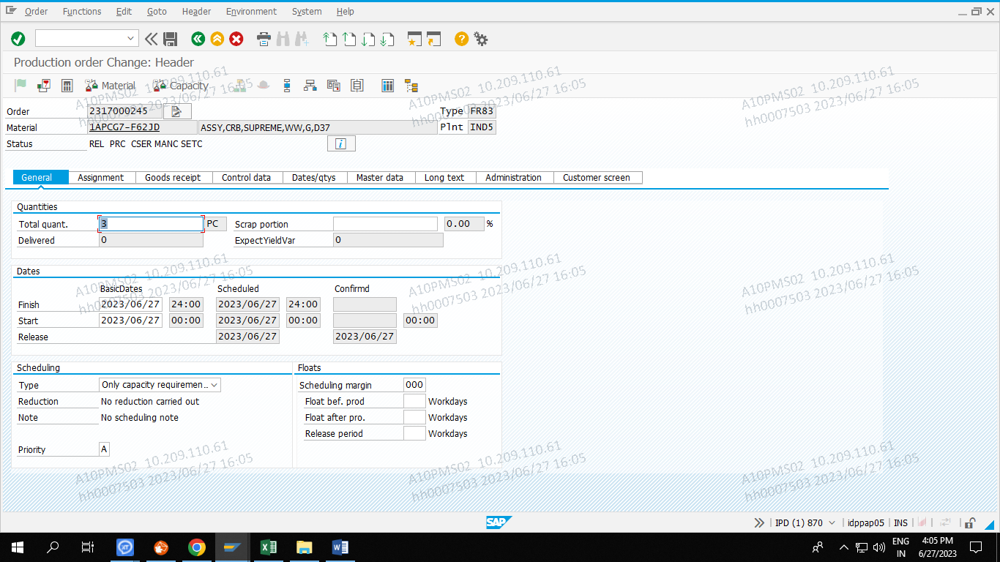 Order Functions Edit Goto Header Environment System Help
Production order Change: Header
Material Capacity
Order 2317000245 Type FR83
Material 1APCG7-F62JD ASSY,CRB,SUPREME,WW,G,D37 Plnt IND5
Status REL PRC CSER MANC SETC
General Assignment Goods receipt Control data Dates/qtys Master data Long text Administration Customer screen
Quantities
Total quant. 3 PC Scrap portion 0.00 %
Delivered 0 ExpectYieldVar 0
Dates
BasicDates Scheduled Confirmd
Finish 2023/06/27 24:00 2023/06/27 24:00
Start 2023/06/27 00:00 2023/06/27 00:00 00:00
Release 2023/06/27 2023/06/27
Scheduling Floats
Type Only capacity requiremen... Scheduling margin 000
Reduction No reduction carried out Float bef. prod Workdays
Note No scheduling note Float after pro. Workdays
Release period Workdays
Priority A
A10PMS02 10.209.110.61
hh0007503 2023/06/27 16:05
A10PMS02 10.209.110.61
hh0007503 2023/06/27 16:05
A10PMS02 10.209.110.61
hh0007503 2023/06/27 16:05
A10PMS02 10.209.110.61
hh0007503 2023/06/27 16:05
A10PMS02 10.209.110.61
hh0007503 2023/06/27 16:05
A10PMS02 10.209.110.61
hh0007503 2023/06/27 16:05
A10PMS02 10.209.110.61
hh0007503 2023/06/27 16:05
A10PMS02 10.209.110.61
hh0007503 2023/06/27 16:05
A10PMS02 10.209.110.61
hh0007503 2023/06/27 16:05
SAP IPD (1) 870 idppap05 INS
ENG 4:05 PM
IN 6/27/2023